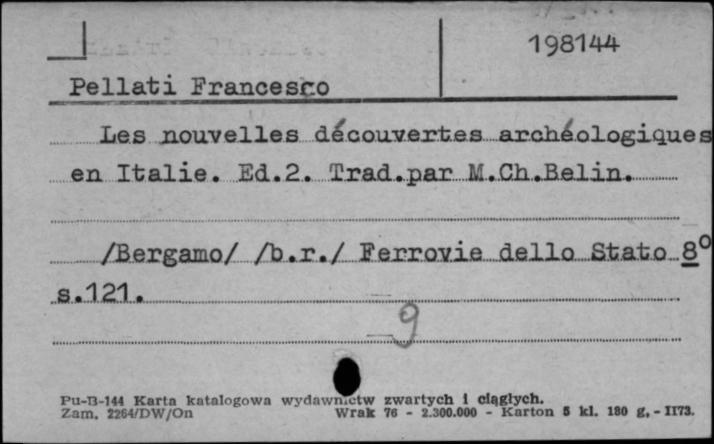 198144
Pellati Francesco
Les nouvelles découvertes archéologiques
en Italie. Ed.2. Trad.par M.Ch.Belin.
/Bergamo/ /b.r./ Ferrovie dello Stato 8º
s.121.
9
Pu-B-144 Karta katalogowa wydawnictw zwartych i ciągłych.
Zam. 2264/DW/On Wrak 76 - 2.300.000 - Karton 5 kl. 180 g. - II73.